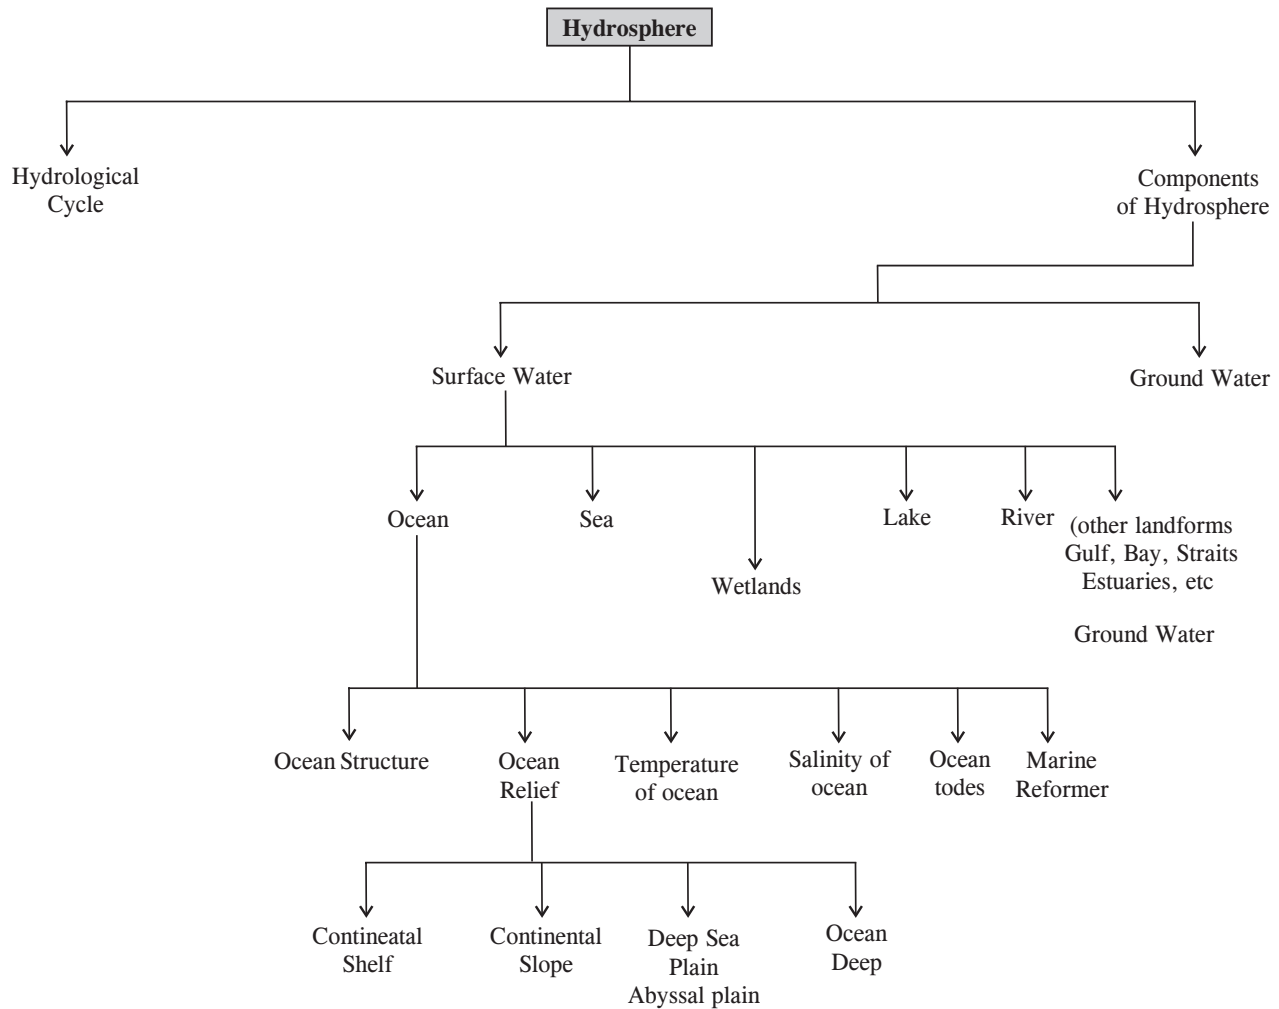 Hydrosphere
Hydrological
Cycle
Components
of Hydrosphere
Surface Water
Ground Water
Ocean
Sea
Wetlands
Lake
River
(other landforms
Gulf, Bay, Straits
Estuaries, etc
Ground Water
Ocean Structure
Ocean
Relief
Temperature
of ocean
Salinity of
ocean
Ocean
todes
Marine
Reformer
Contineatal
Shelf
Continental
Slope
Deep Sea
Plain
Abyssal plain
Ocean
Deep